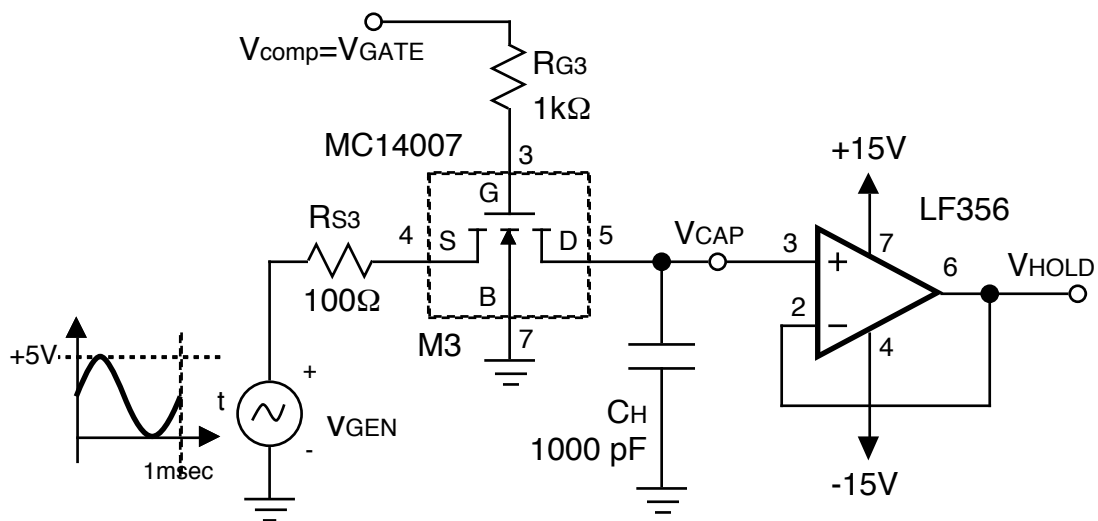 Vcomp=VGATE
RG3
1kΩ
MC14007
3
G
RS3
100Ω
4
S
D
5
B
7
M3
VCAP
+15V
LF356
3
+
7
6
VHOLD
2
−
4
-15V
CH
1000 pF
+5V
t
1msec
+
VGEN
-